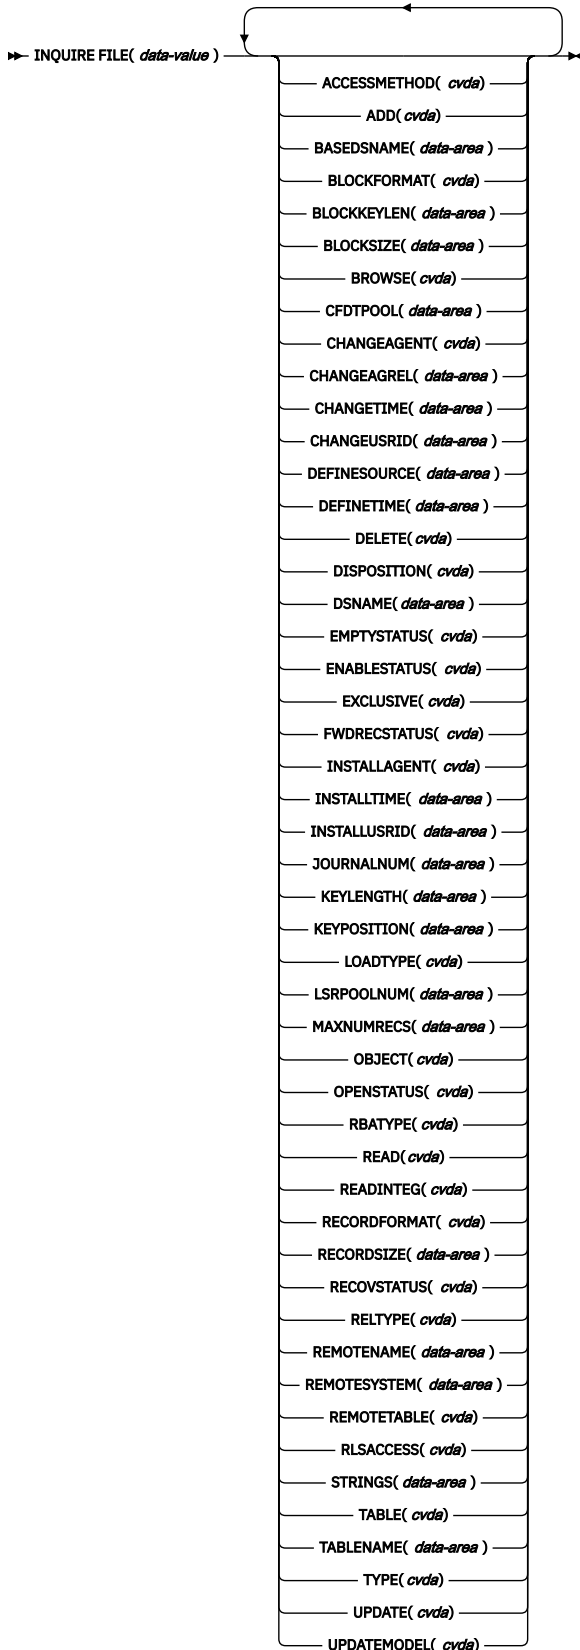 INQUIRE FILE( data-value )
ACCESSMETHOD( cvda)
ADD( cvda)
BASEDSNAME( data-area )
BLOCKFORMAT( cvda)
BLOCKKEYLEN( data-area )
BLOCKSIZE( data-area )
BROWSE( cvda)
CFDTPOOL( data-area )
CHANGEAGENT( cvda)
CHANGEAGREL( data-area )
CHANGETIME( data-area )
CHANGEUSRID( data-area )
DEFINESOURCE( data-area )
DEFINETIME( data-area )
DELETE( cvda)
DISPOSITION( cvda)
DSNAME( data-area )
EMPTYSTATUS( cvda)
ENABLESTATUS( cvda)
EXCLUSIVE( cvda)
FWDRECSTATUS( cvda)
INSTALLAGENT( cvda)
INSTALLTIME( data-area )
INSTALLUSRID( data-area )
JOURNALNUM( data-area )
KEYLENGTH( data-area )
KEYPOSITION( data-area )
LOADTYPE( cvda)
LSRPOOLNUM( data-area )
MAXNUMRECS( data-area )
OBJECT( cvda)
OPENSTATUS( cvda)
RBATYPE( cvda)
READ( cvda)
READINTEG( cvda)
RECORDFORMAT( cvda)
RECORDSIZE( data-area )
RECOVSTATUS( cvda)
RELTYPE( cvda)
REMOTENAME( data-area )
REMOTESYSTEM( data-area )
REMOTETABLE( cvda)
RLSACCESS( cvda)
STRINGS( data-area )
TABLE( cvda)
TABLENAME( data-area )
TYPE( cvda)
UPDATE( cvda)
UPDATEMODEL( cvda)